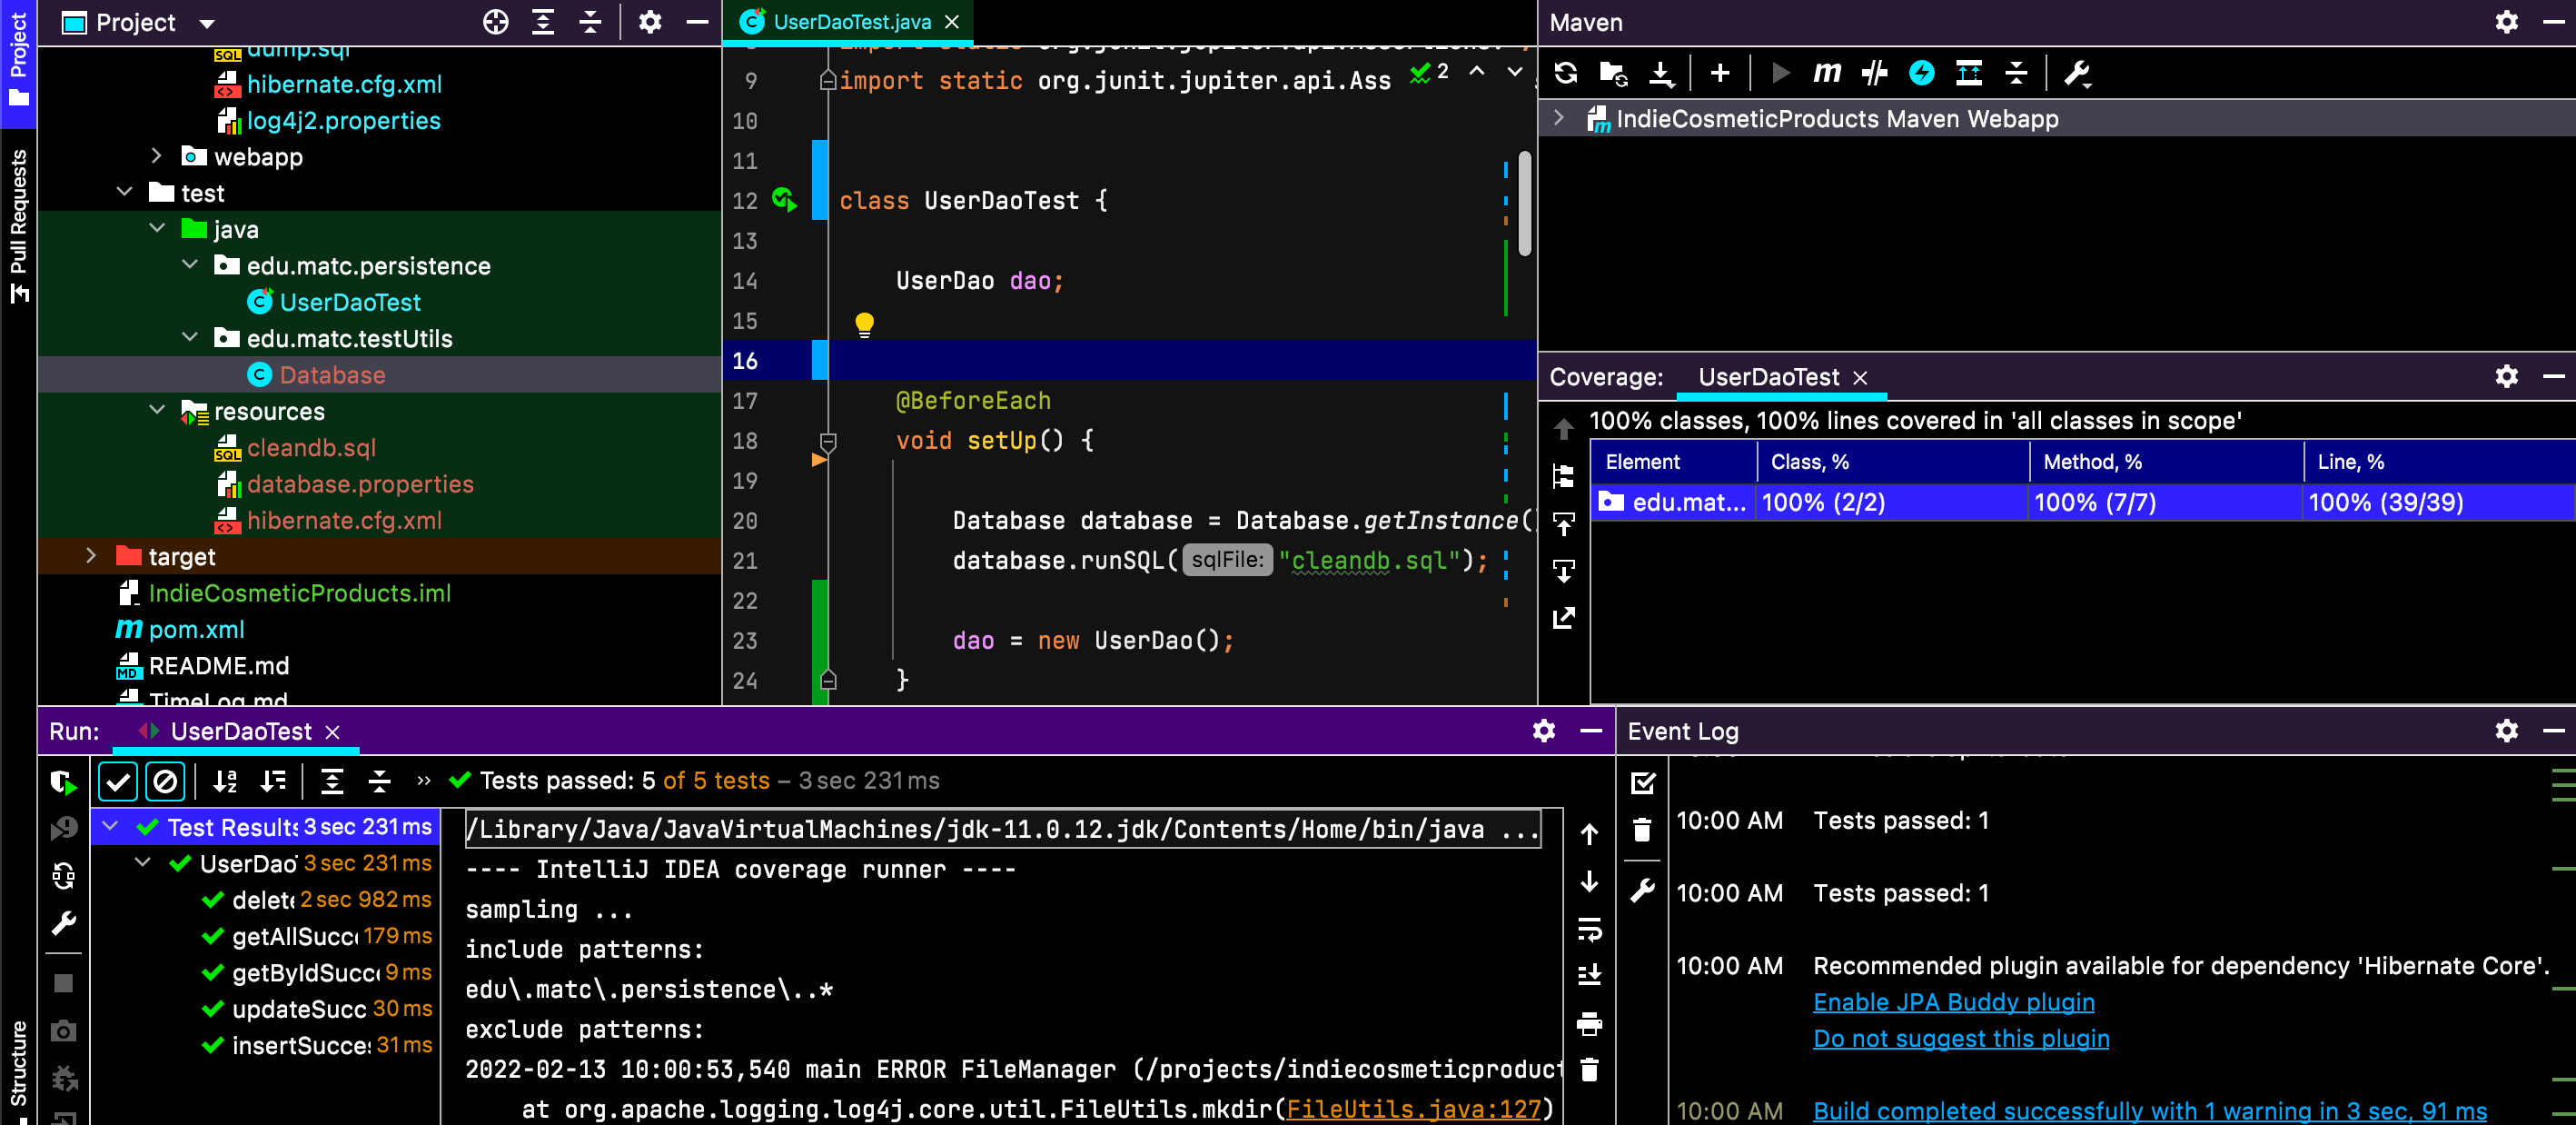 Project
Pull Requests
Structure
Project
dump.sql
hibernate.cfg.xml
log4j2.properties
webapp
test
java
edu.matc.persistence
UserDaoTest
edu.matc.testUtils
Database
resources
cleandb.sql
database.properties
hibernate.cfg.xml
target
IndieCosmeticProducts.iml
pom.xml
README.md
TimeLog.md
UserDaoTest.java
9 import static org.junit.jupiter.api.Ass
2
10
11
12 class UserDaoTest {
13
14 UserDao dao;
15
16
17 @BeforeEach
18 void setUp() {
19
20 Database database = Database.getInstance()
21 database.runSQL( sqlFile: "cleandb.sql");
22
23 dao = new UserDao();
24 }
Maven
IndieCosmeticProducts Maven Webapp
Coverage: UserDaoTest
100% classes, 100% lines covered in 'all classes in scope'
Element Class, % Method, % Line, %
edu.mat... 100% (2/2) 100% (7/7) 100% (39/39)
Run: UserDaoTest
Tests passed: 5 of 5 tests – 3 sec 231 ms
Test Results 3 sec 231 ms
UserDaoT 3 sec 231 ms
delete 2 sec 982 ms
getAllSucce 179 ms
getByIdSucce 9 ms
updateSucc 30 ms
insertSucces 31 ms
/Library/Java/JavaVirtualMachines/jdk-11.0.12.jdk/Contents/Home/bin/java ...
---- IntelliJ IDEA coverage runner ----
sampling ...
include patterns:
edu\.matc\.persistence\..*
exclude patterns:
2022-02-13 10:00:53,540 main ERROR FileManager (/projects/indiecosmeticproduct
at org.apache.logging.log4j.core.util.FileUtils.mkdir(FileUtils.java:127)
Event Log
10:00 AM Tests passed: 1
10:00 AM Tests passed: 1
10:00 AM Recommended plugin available for dependency 'Hibernate Core'.
Enable JPA Buddy plugin
Do not suggest this plugin
10:00 AM Build completed successfully with 1 warning in 3 sec, 91 ms